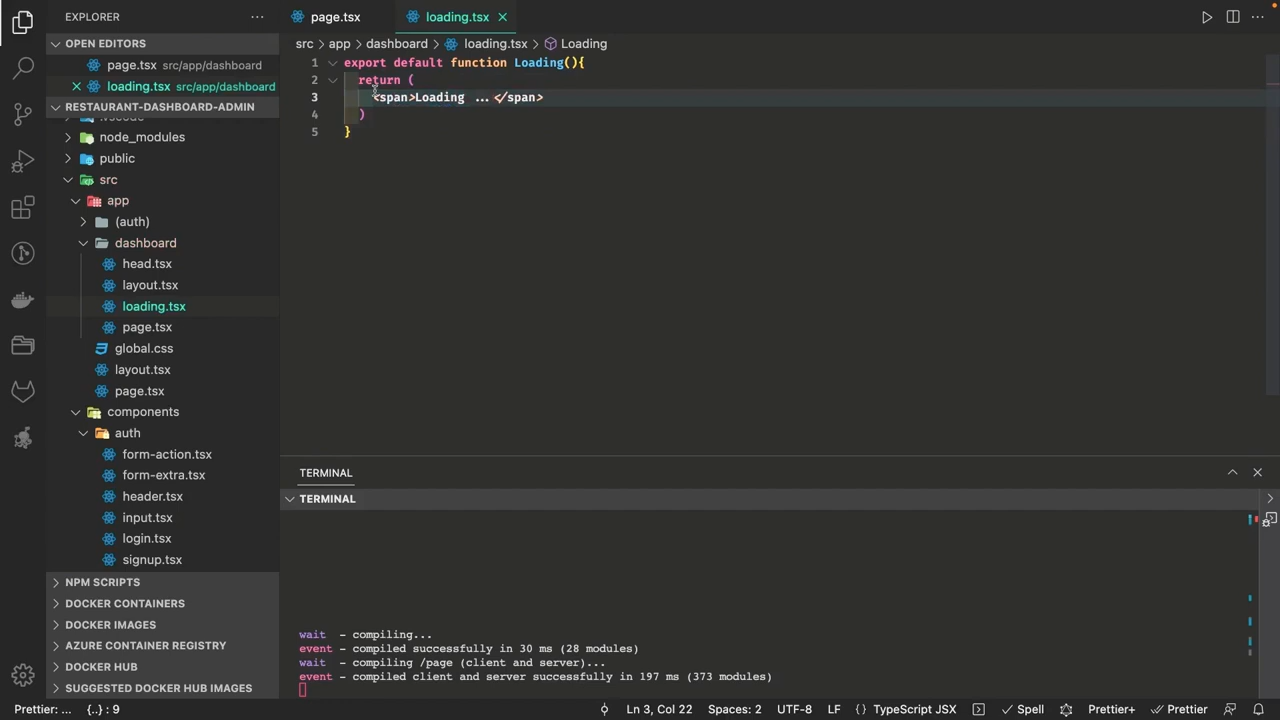 EXPLORER
page.tsx
loading.tsx
OPEN EDITORS
page.tsx src/app/dashboard
loading.tsx src/app/dashboard
RESTAURANT-DASHBOARD-ADMIN
.vscode
node_modules
public
src
app
(auth)
dashboard
head.tsx
layout.tsx
loading.tsx
page.tsx
global.css
layout.tsx
page.tsx
components
auth
form-action.tsx
form-extra.tsx
header.tsx
input.tsx
login.tsx
signup.tsx
NPM SCRIPTS
DOCKER CONTAINERS
DOCKER IMAGES
AZURE CONTAINER REGISTRY
DOCKER HUB
SUGGESTED DOCKER HUB IMAGES
src > app > dashboard > loading.tsx > Loading
1 export default function Loading(){
2 return (
3 <span>Loading ...</span>
4 )
5 }
TERMINAL
TERMINAL
wait - compiling...
event - compiled successfully in 30 ms (28 modules)
wait - compiling /page (client and server)...
event - compiled client and server successfully in 197 ms (373 modules)
Prettier: ... {..} : 9 Ln 3, Col 22 Spaces: 2 UTF-8 LF {} TypeScript JSX Spell Prettier+ Prettier